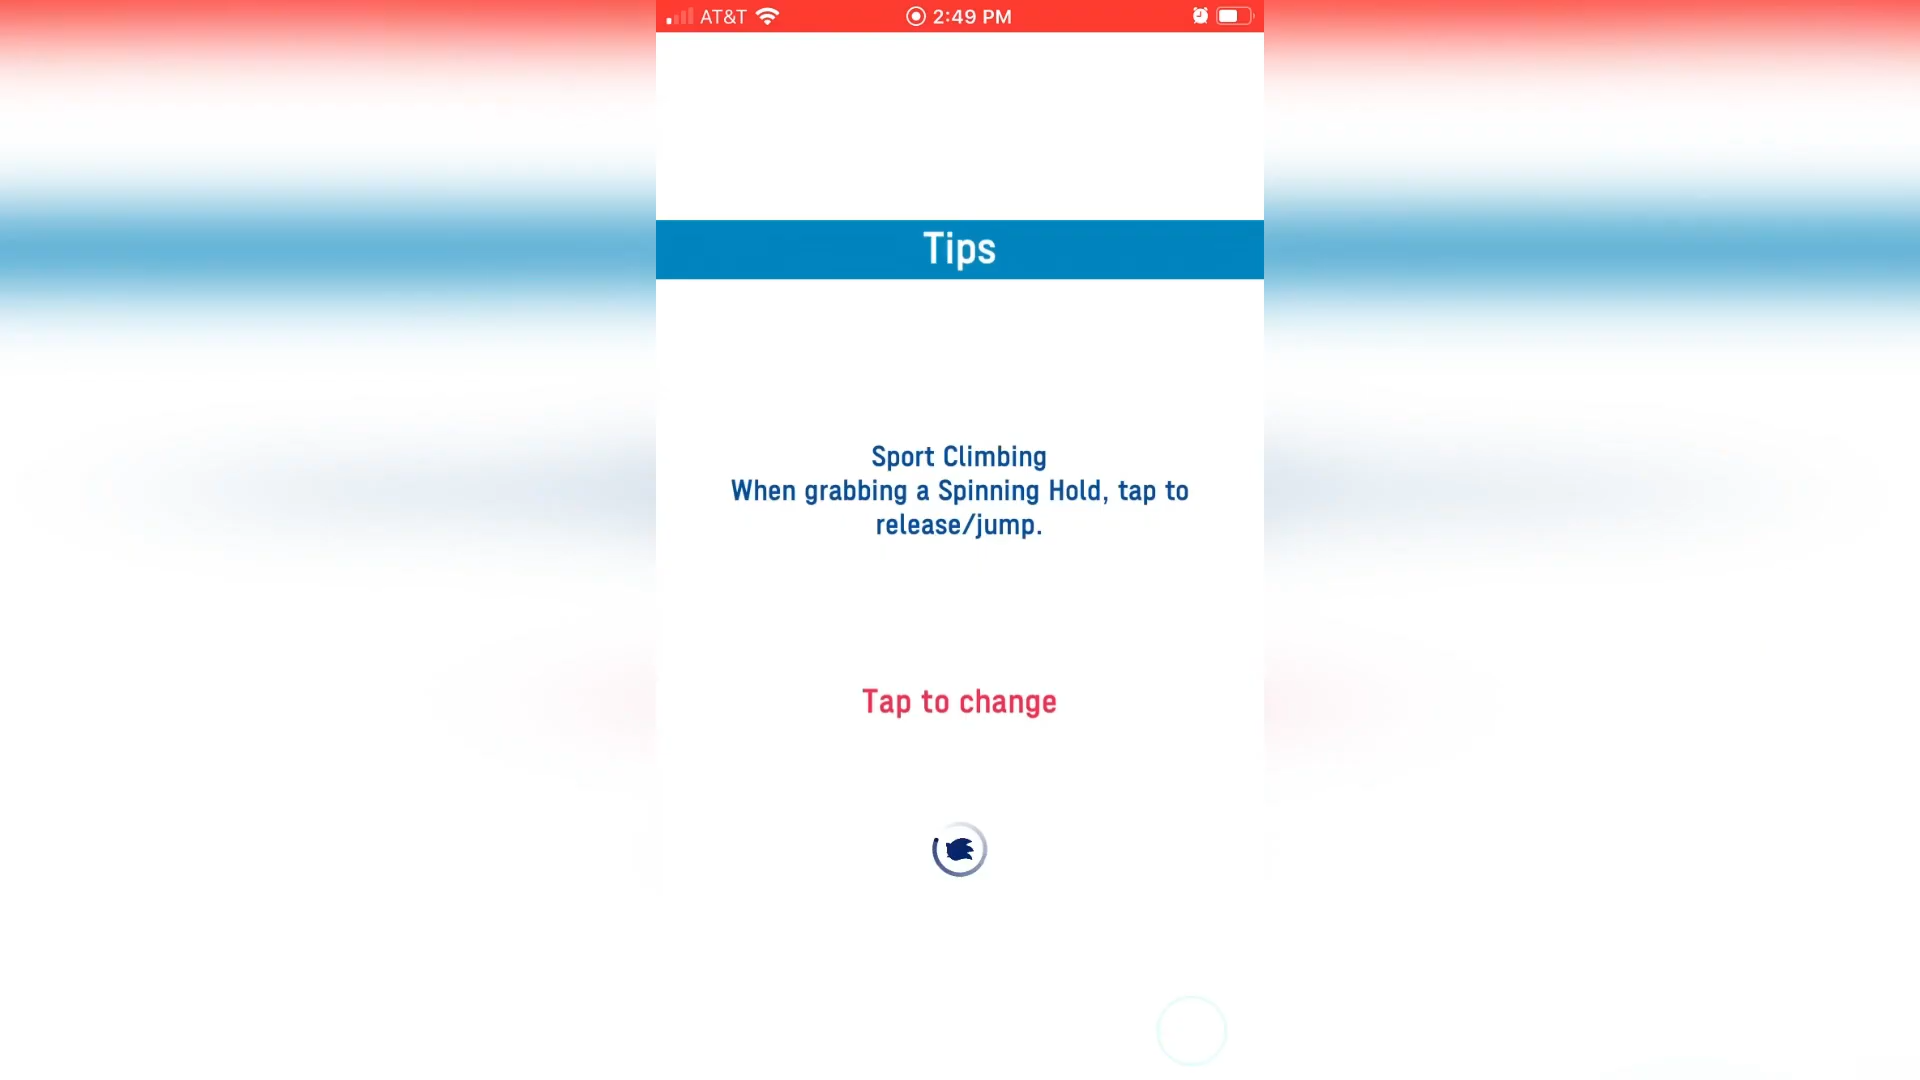 AT&T 2:49 PM
Tips
Sport Climbing
When grabbing a Spinning Hold, tap to
release/jump.
Tap to change